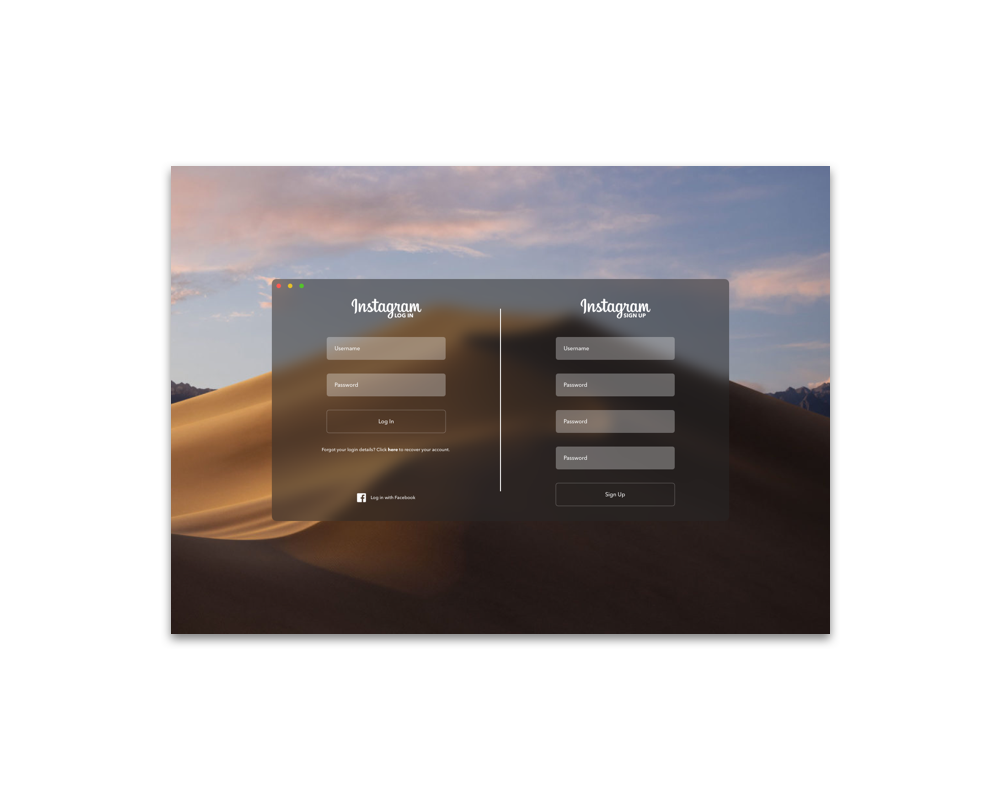 Instagram
LOG IN
Username
Password
Log In
Forgot your login details? Click here to recover your account.
Log in with Facebook
Instagram
SIGN UP
Username
Password
Password
Password
Sign Up